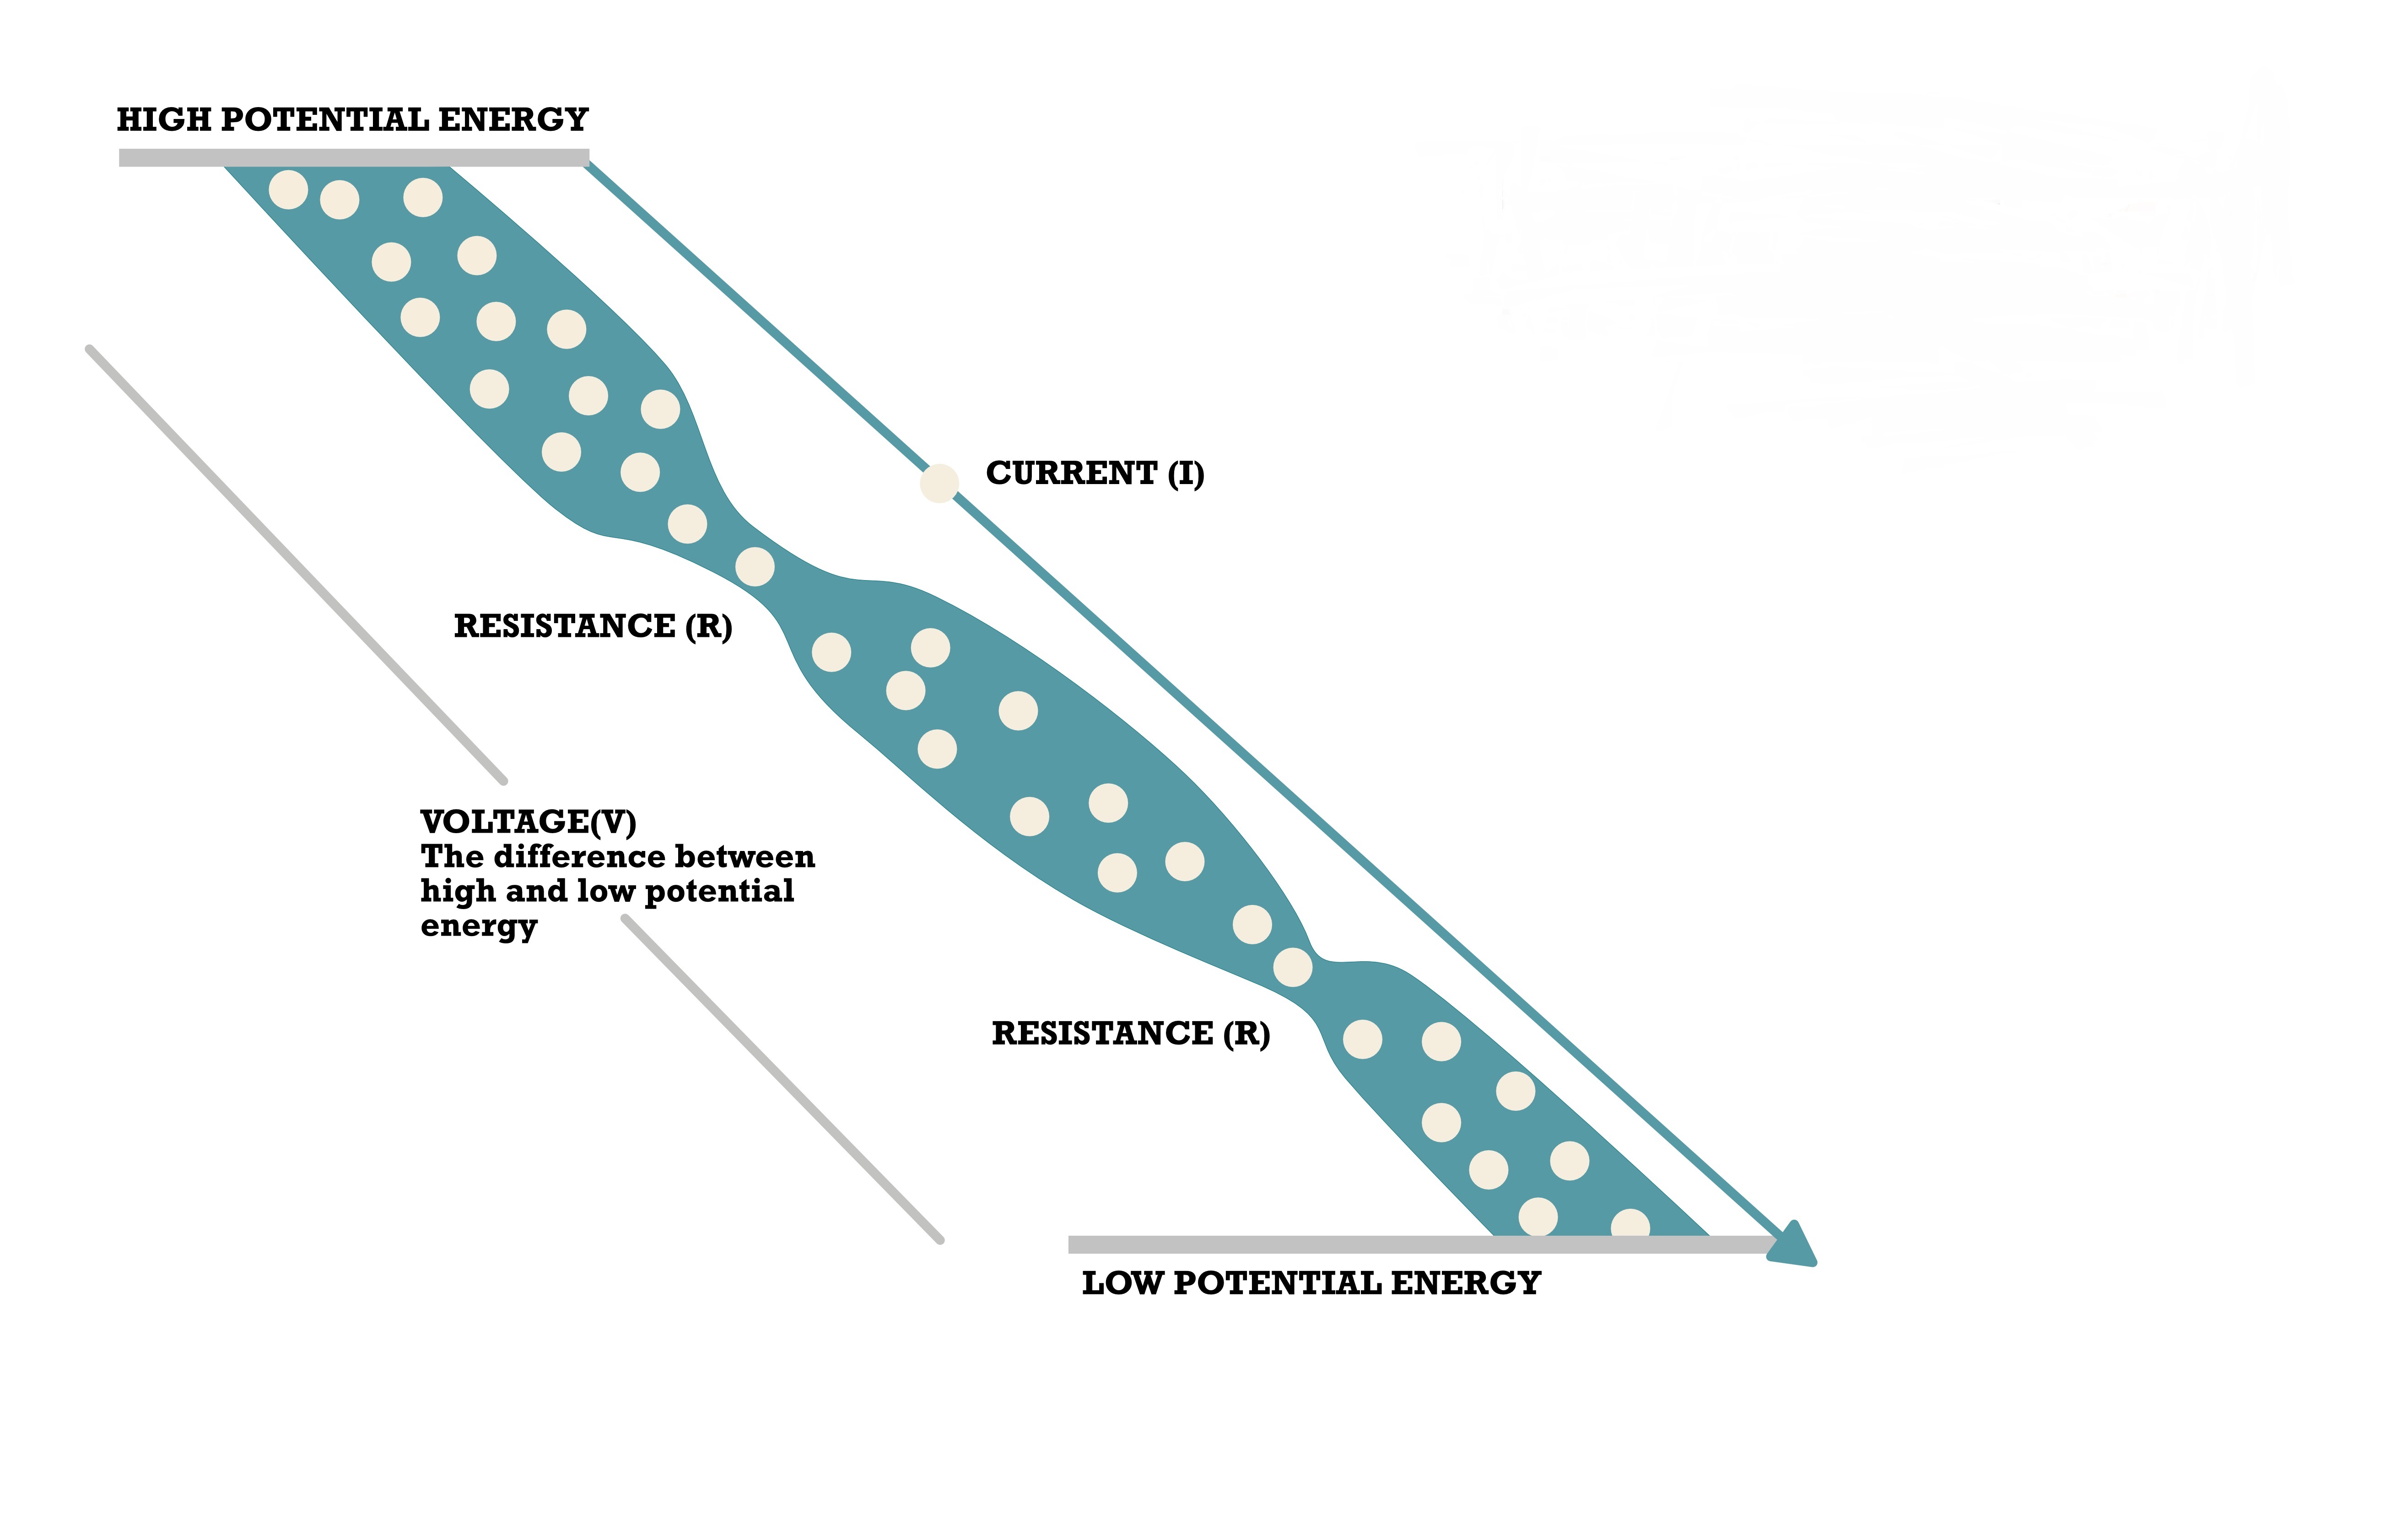 HIGH POTENTIAL ENERGY
CURRENT (I)
RESISTANCE (R)
VOLTAGE(V)
The difference between
high and low potential
energy
RESISTANCE (R)
LOW POTENTIAL ENERGY